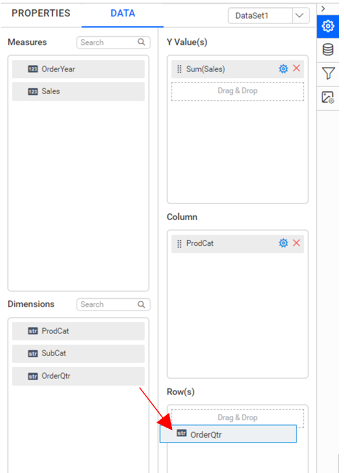 PROPERTIES DATA DataSet1
Measures Search
123 OrderYear
123 Sales
Y Value(s)
Sum(Sales)
Drag & Drop
Column
ProdCat
Dimensions Search
str ProdCat
str SubCat
str OrderQtr
Row(s)
Drag & Drop
str OrderQtr